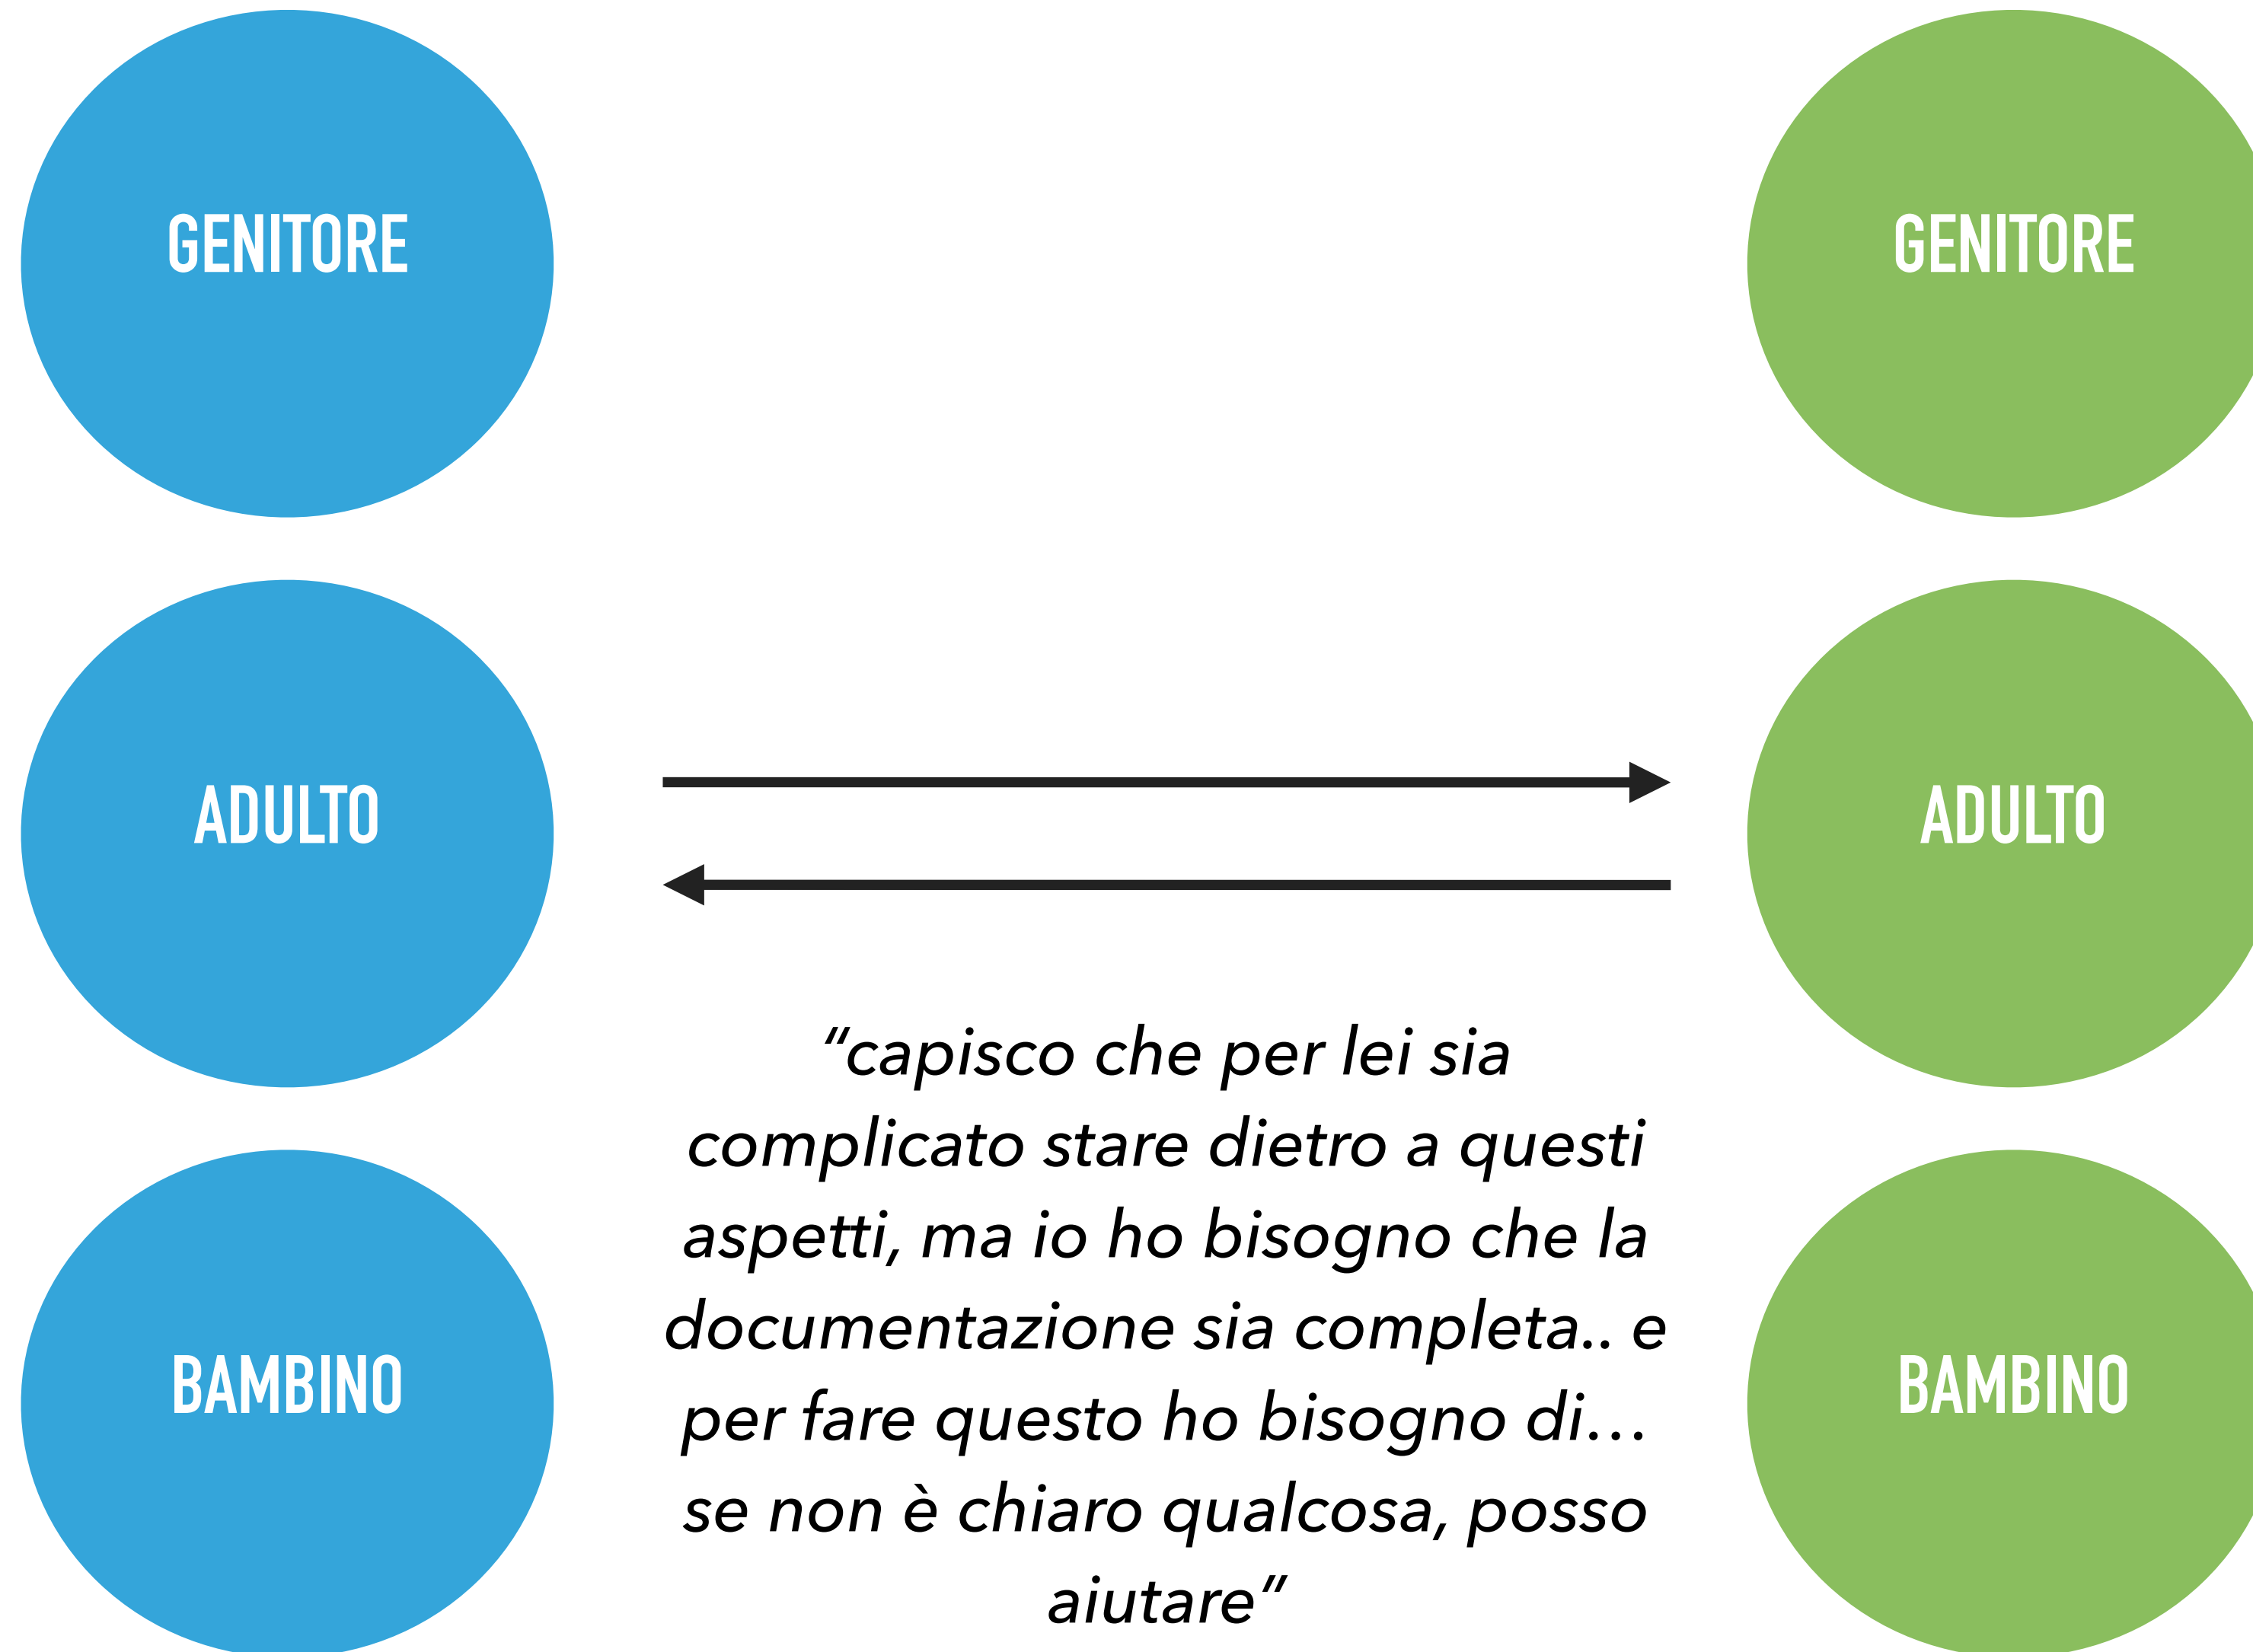 GENITORE
GENITORE
ADULTO
ADULTO
"capisco che per lei sia
complicato stare dietro a questi
aspetti, ma io ho bisogno che la
documentazione sia completa.. e
per fare questo ho bisogno di...
se non è chiaro qualcosa, posso
aiutare"
BAMBINO
BAMBINO